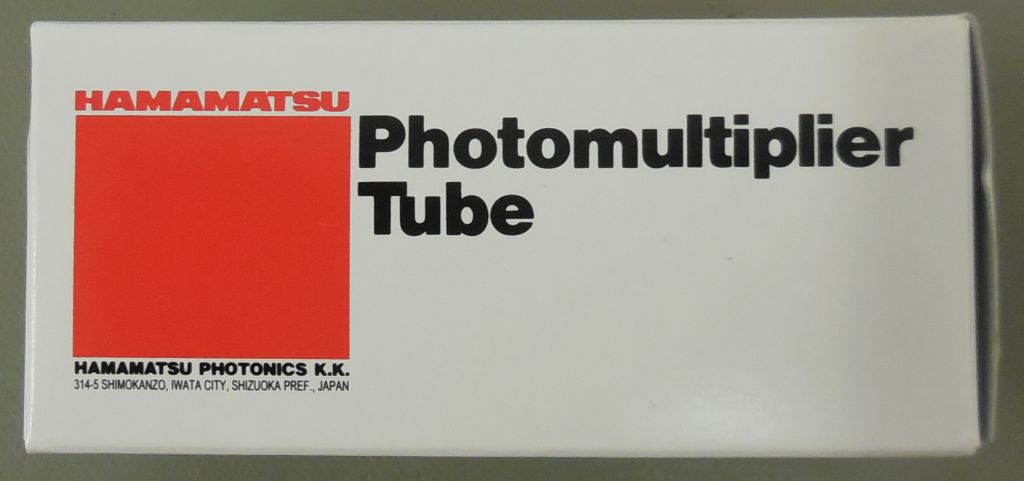 HAMAMATSU
Photomultiplier
Tube
HAMAMATSU PHOTONICS K.K.
314-5 SHIMOKANZO, IWATA CITY, SHIZUOKA PREF., JAPAN